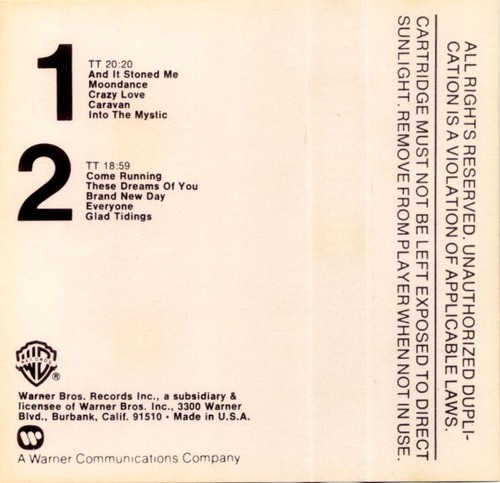 1
TT 20:20
And It Stoned Me
Moondance
Crazy Love
Caravan
Into The Mystic
2
TT 18:59
Come Running
These Dreams Of You
Brand New Day
Everyone
Glad Tidings
WB
RECORDS
®
Warner Bros. Records Inc., a subsidiary &
licensee of Warner Bros. Inc., 3300 Warner
Blvd., Burbank, Calif. 91510 • Made in U.S.A.
A Warner Communications Company
ALL RIGHTS RESERVED. UNAUTHORIZED DUPLI-
CATION IS A VIOLATION OF APPLICABLE LAWS.
CARTRIDGE MUST NOT BE LEFT EXPOSED TO DIRECT
SUNLIGHT. REMOVE FROM PLAYER WHEN NOT IN USE.